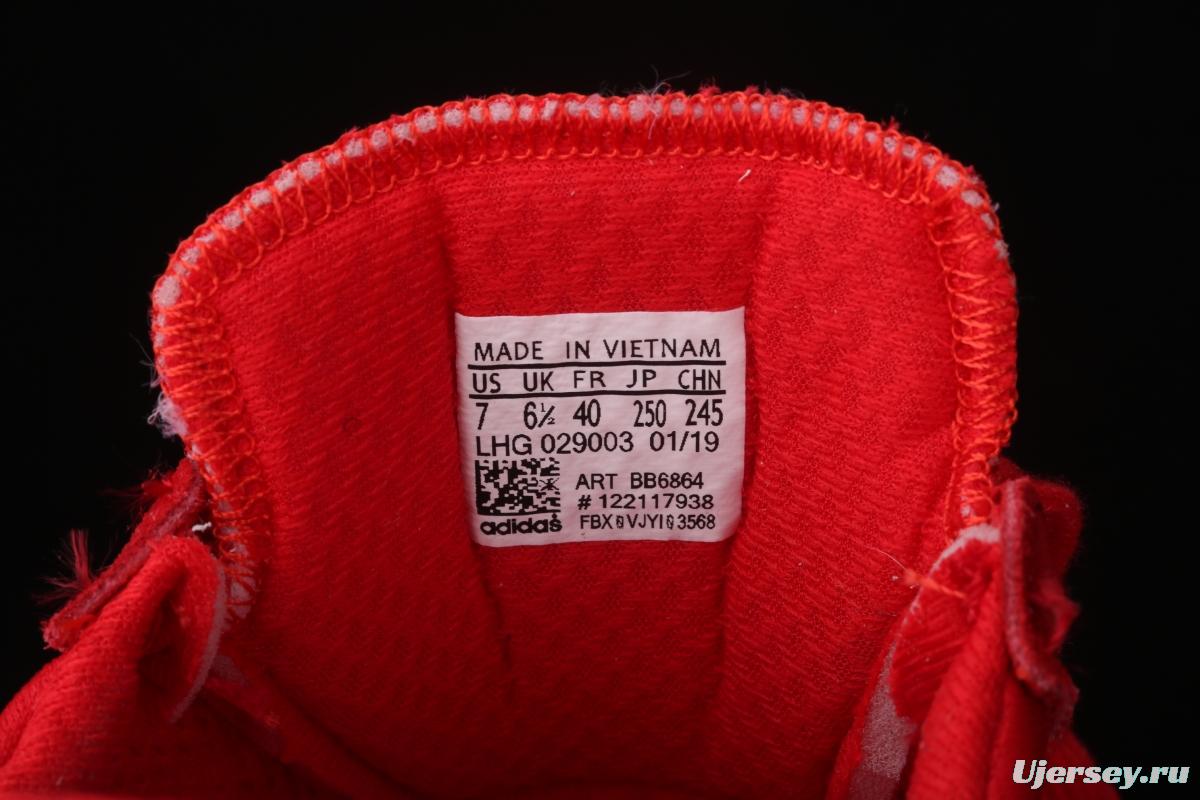 MADE IN VIETNAM
US UK FR JP CHN
7 6½ 40 250 245
LHG 029003 01/19
ART BB6864
#122117938
adidas FBX0VJYI03568
Ujersey.ru